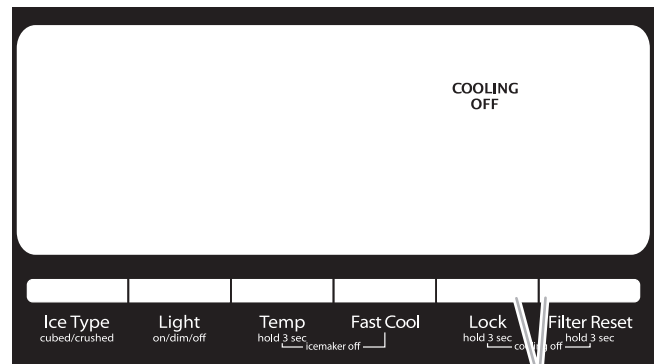 COOLING
OFF
Ice Type Light Temp Fast Cool Lock Filter Reset
cubed/crushed on/dim/off hold 3 sec hold 3 sec hold 3 sec
icemaker off off